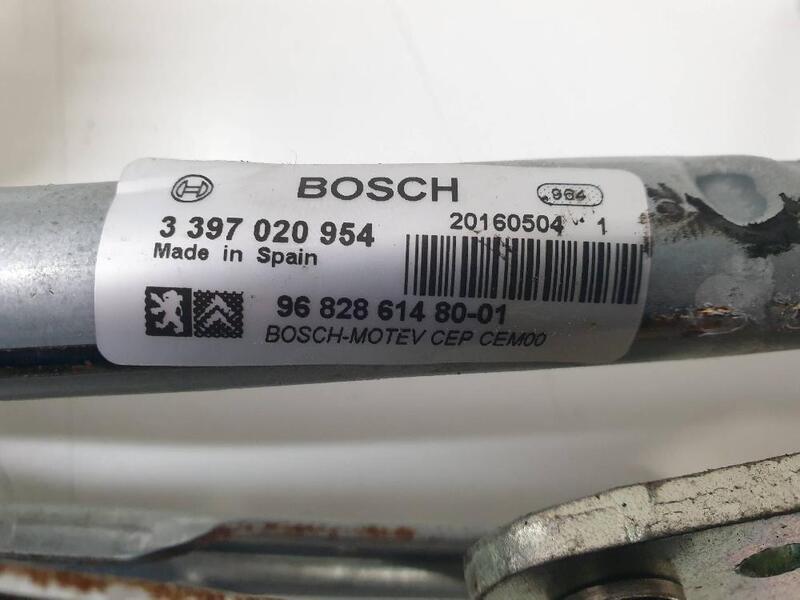 BOSCH
964
3 397 020 954
20160504 1
Made in Spain
96 828 614 80-01
BOSCH-MOTEV CEP CEM00